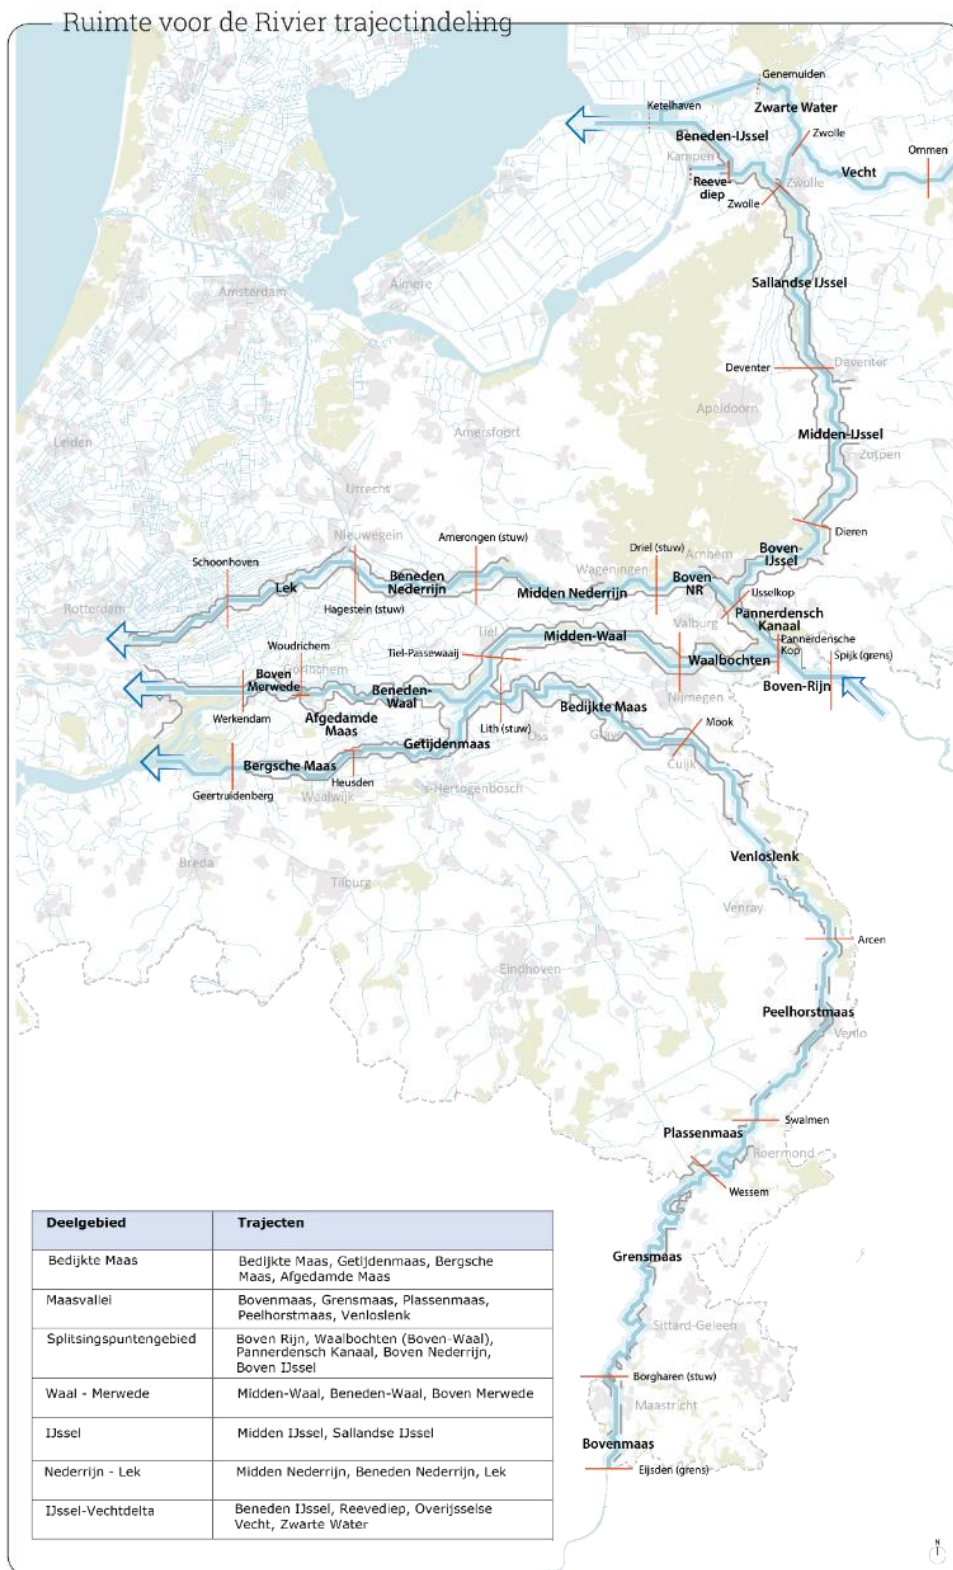 Ruimte voor de Rivier trajectindeling
Genemuiden
Ketelhaven
Zwarte Water
Zwolle
Beneden-IJssel
Ommen
Kampen
Vecht
Reeve-
diep
Zwolle
Zwolle
Sallandse IJssel
Almere
Amsterdam
Deventer
Deventer
Apeldoorn
Leiden
Amersfoort
Midden-IJssel
Zutpen
Utrecht
Dieren
Nieuwegein
Amerongen (stuw)
Driel (stuw)
Arnhem
Boven-
IJssel
Schoonhoven
Wageningen
Beneden
Nederrijn
Boven-
NR
Lek
Midden Nederrijn
IJsselkop
Rotterdam
Hagestein (stuw)
Pannerdensch
Kanaal
Valburg
Woudrichem
Tiel
Midden-Waal
Pannerdensche
Kop
Tiel-Passewaaij
Spijk (grens)
Gorinchem
Waalbochten
Boven
Merwede
Beneden-
Waal
Nijmegen
Boven-Rijn
Werkendam
Afgedamde
Maas
Lith (stuw)
Bedijkte Maas
Oss
Grave
Mook
Getijdenmaas
Cuijk
Bergsche Maas
Heusden
Geertruidenberg
Waalwijk
's-Hertogenbosch
Breda
Tilburg
Venloslenk
Venray
Arcen
Eindhoven
Peelhorstmaas
Venlo
Swalmen
Plassenmaas
Roermond
Wessem
Grensmaas
Sittard-Geleen
Borgharen (stuw)
Maastricht
Bovenmaas
Eijsden (grens)
Deelgebied Trajecten
Bedijkte Maas Bedijkte Maas, Getijdenmaas, Bergsche
Maas, Afgedamde Maas
Maasvallei Bovenmaas, Grensmaas, Plassenmaas,
Peelhorstmaas, Venloslenk
Splitsingspuntengebied Boven Rijn, Waalbochten (Boven-Waal),
Pannerdensch Kanaal, Boven Nederrijn,
Boven IJssel
Waal - Merwede Midden-Waal, Beneden-Waal, Boven Merwede
IJssel Midden IJssel, Sallandse IJssel
Nederrijn - Lek Midden Nederrijn, Beneden Nederrijn, Lek
IJssel-Vechtdelta Beneden IJssel, Reevediep, Overijsselse
Vecht, Zwarte Water
N